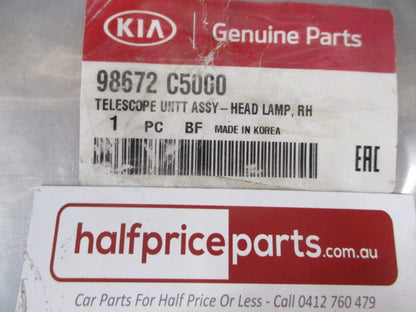 KIA Genuine Parts
98672 C5000
TELESCOPE UNTT ASSY-HEAD LAMP, RH
1 PC BF MADE IN KOREA
EAC
halfpriceparts.com.au
Car Parts For Half Price Or Less - Call 0412 760 479